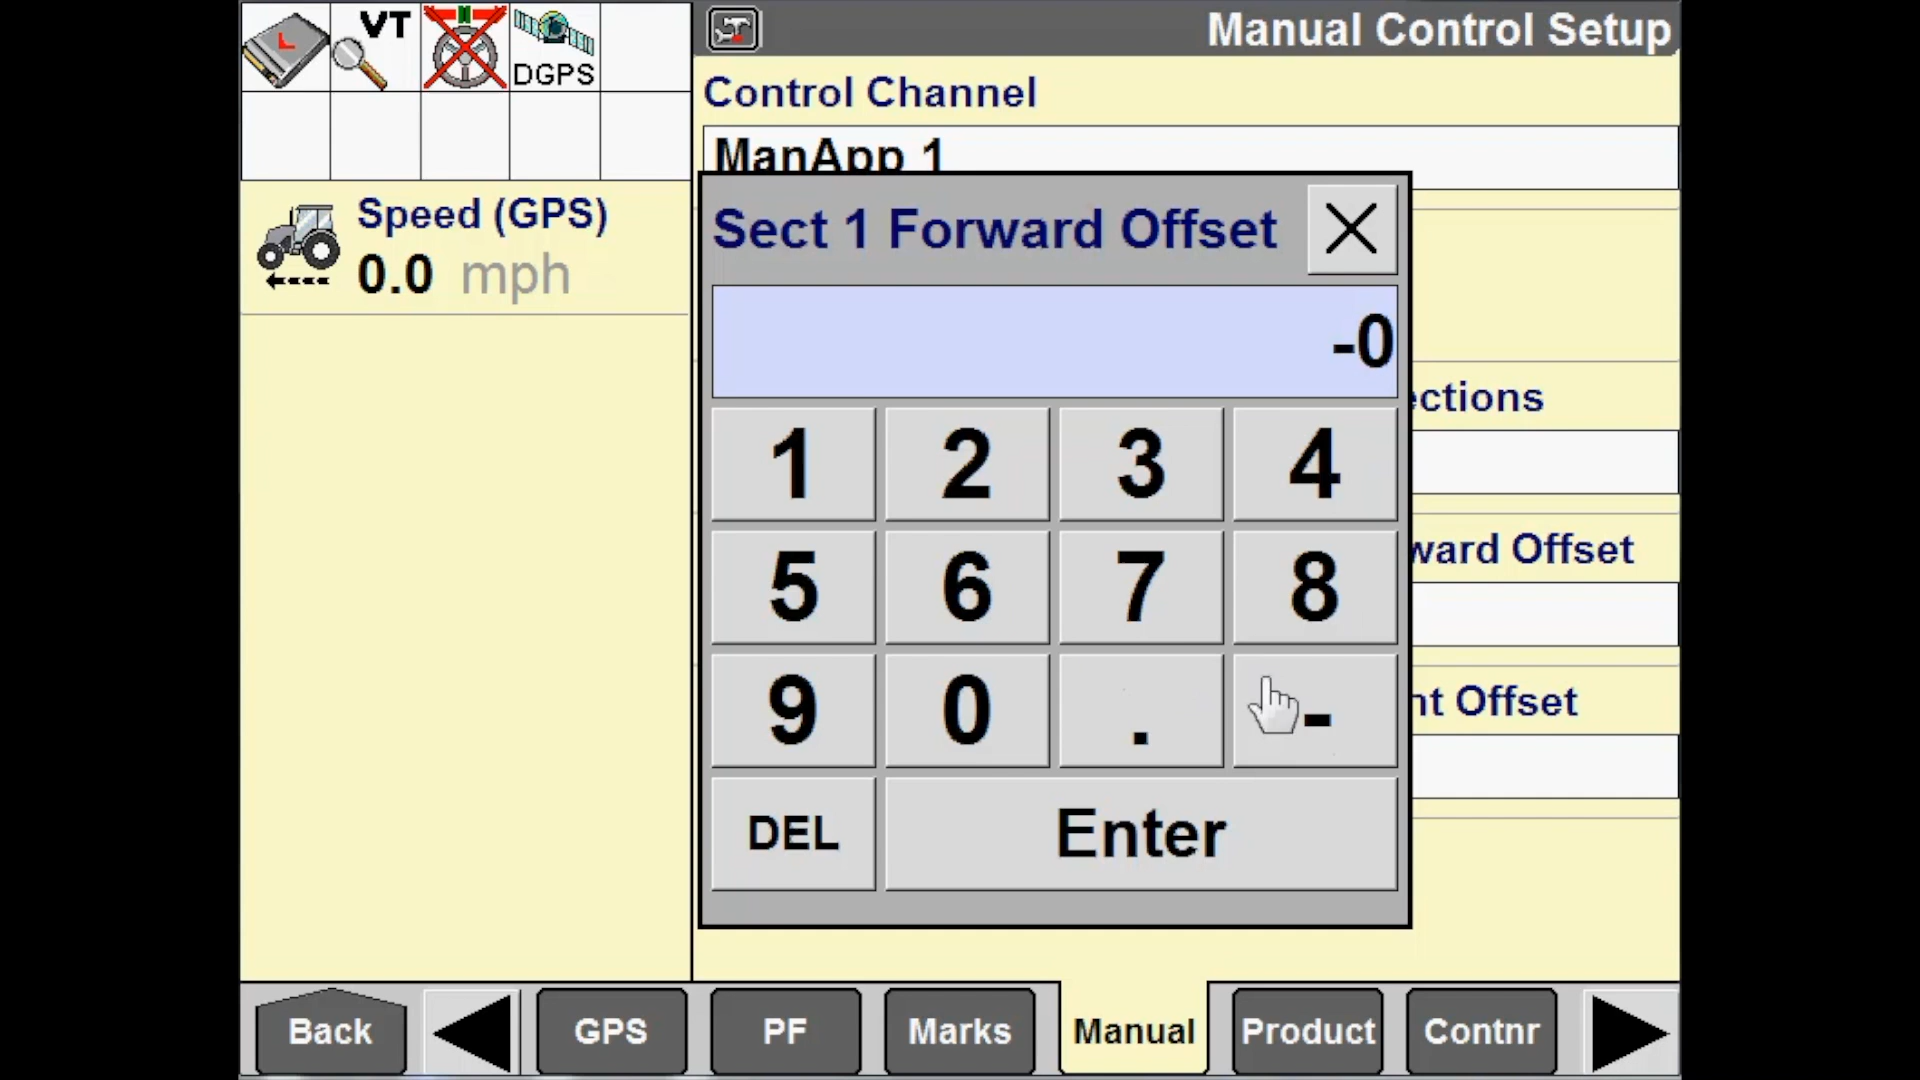 VT
L
DGPS
Manual Control Setup
Speed (GPS)
0.0 mph
Control Channel
ManApp 1
Sect 1 Forward Offset
-0
1 2 3 4
5 6 7 8
9 0 . -
DEL Enter
ctions
ward Offset
nt Offset
Back GPS PF Marks Manual Product Contnr